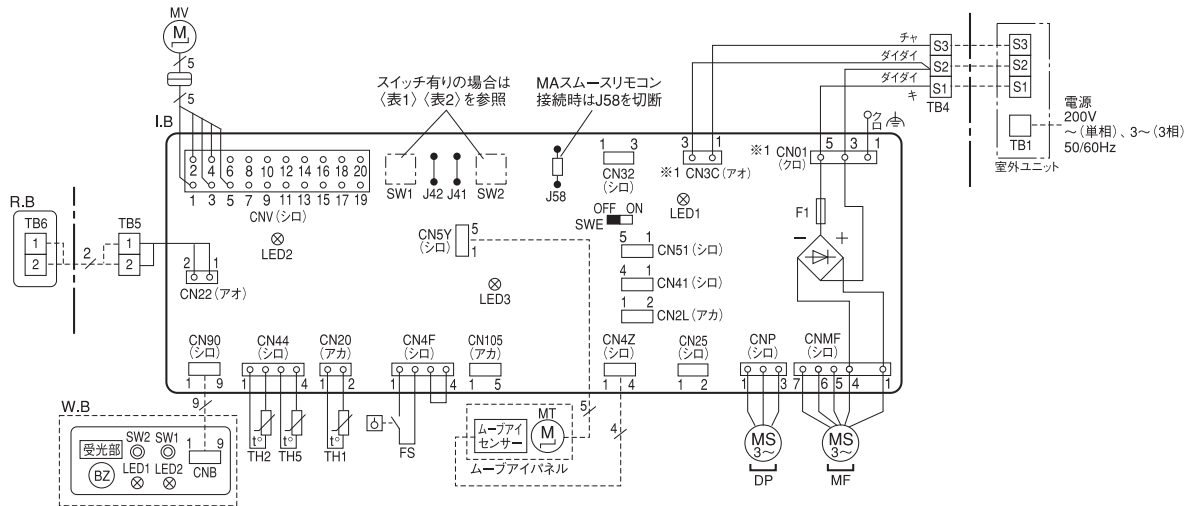 MV
M
5
5
I.B
スイッチ有りの場合は
〈表1〉〈表2〉を参照
MAスムースリモコン
接続時はJ58を切断
チャ
ダイダイ
ダイダイ
キ
S3
S2
S1
TB4
S3
S2
S1
TB1
室外ユニット
電源
200V
～(単相)、3～(3相)
50/60Hz
クロ
2 4 6 8 10 12 14 16 18 20
1 3 5 7 9 11 13 15 17 19
CNV(シロ)
LED2
SW1
J42
J41
SW2
J58
1 3
CN32
(シロ)
3 1
※1 CN3C(アオ)
※1 CN01
(クロ)
5 3 1
LED1
OFF ON
SWE
F1
− +
CN5Y
(シロ)
5
1
5 1
CN51(シロ)
4 1
CN41(シロ)
1 2
CN2L(アカ)
LED3
R.B
TB6
1
2
2
TB5
1
2
2 1
CN22(アオ)
CN90
(シロ)
1 9
CN44
(シロ)
1 4
CN20
(アカ)
1 2
CN4F
(シロ)
1 4
CN105
(アカ)
1 5
CN4Z
(シロ)
1 4
CN25
(シロ)
1 2
CNP
(シロ)
1 3
CNMF
(シロ)
7 6 5 4 1
9
W.B
受光部
SW2 SW1
BZ
LED1 LED2
1 9
CNB
t° t° t°
TH2 TH5 TH1
FS
ムーブアイ
センサー
MT
M
5
4
ムーブアイパネル
MS
3～
DP
MS
3～
MF